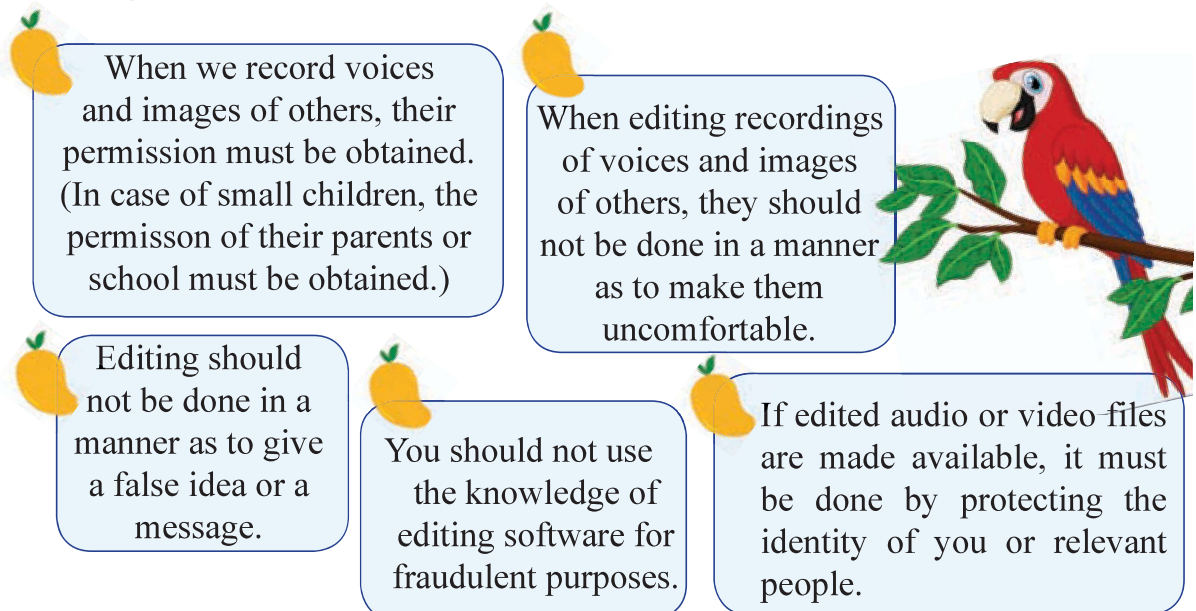 When we record voices
and images of others, their
permission must be obtained.
(In case of small children, the
permisson of their parents or
school must be obtained.)
When editing recordings
of voices and images
of others, they should
not be done in a manner
as to make them
uncomfortable.
Editing should
not be done in a
manner as to give
a false idea or a
message.
You should not use
the knowledge of
editing software for
fraudulent purposes.
If edited audio or video files
are made available, it must
be done by protecting the
identity of you or relevant
people.